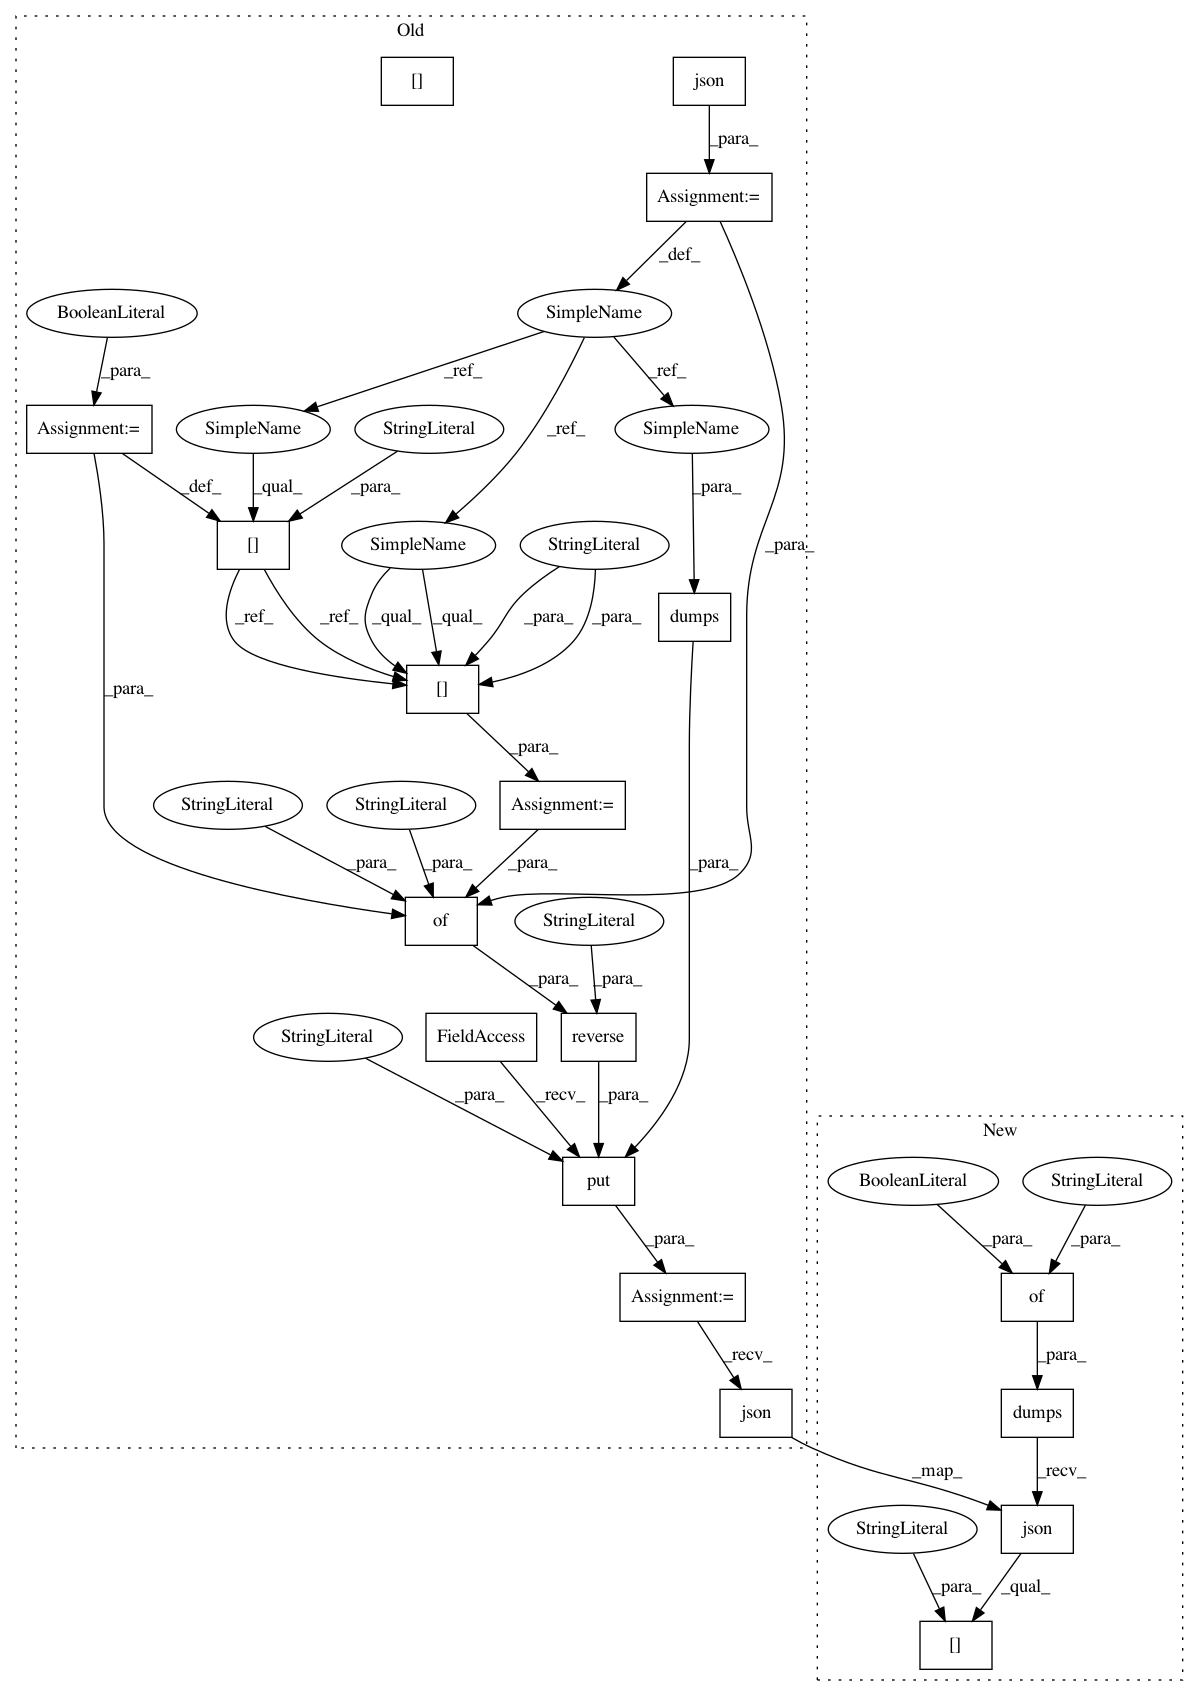 Old
[]
json
_para_
Assignment:=
_def_
BooleanLiteral
SimpleName
_para_
_ref_
_ref_
_ref_
Assignment:=
SimpleName
StringLiteral
SimpleName
_def_
_qual_
_para_
_para_
[]
SimpleName
StringLiteral
_para_
_ref_
_ref_
_qual_
_qual_
_para_
_para_
dumps
_para_
[]
_para_
StringLiteral
StringLiteral
Assignment:=
_para_
_para_
_para_
_para_
of
StringLiteral
_para_
_para_
StringLiteral
FieldAccess
reverse
_para_
_recv_
_para_
New
put
BooleanLiteral
StringLiteral
_para_
_para_
_para_
Assignment:=
of
_recv_
_para_
json
dumps
_map_
_recv_
StringLiteral
json
_para_
_qual_
[]